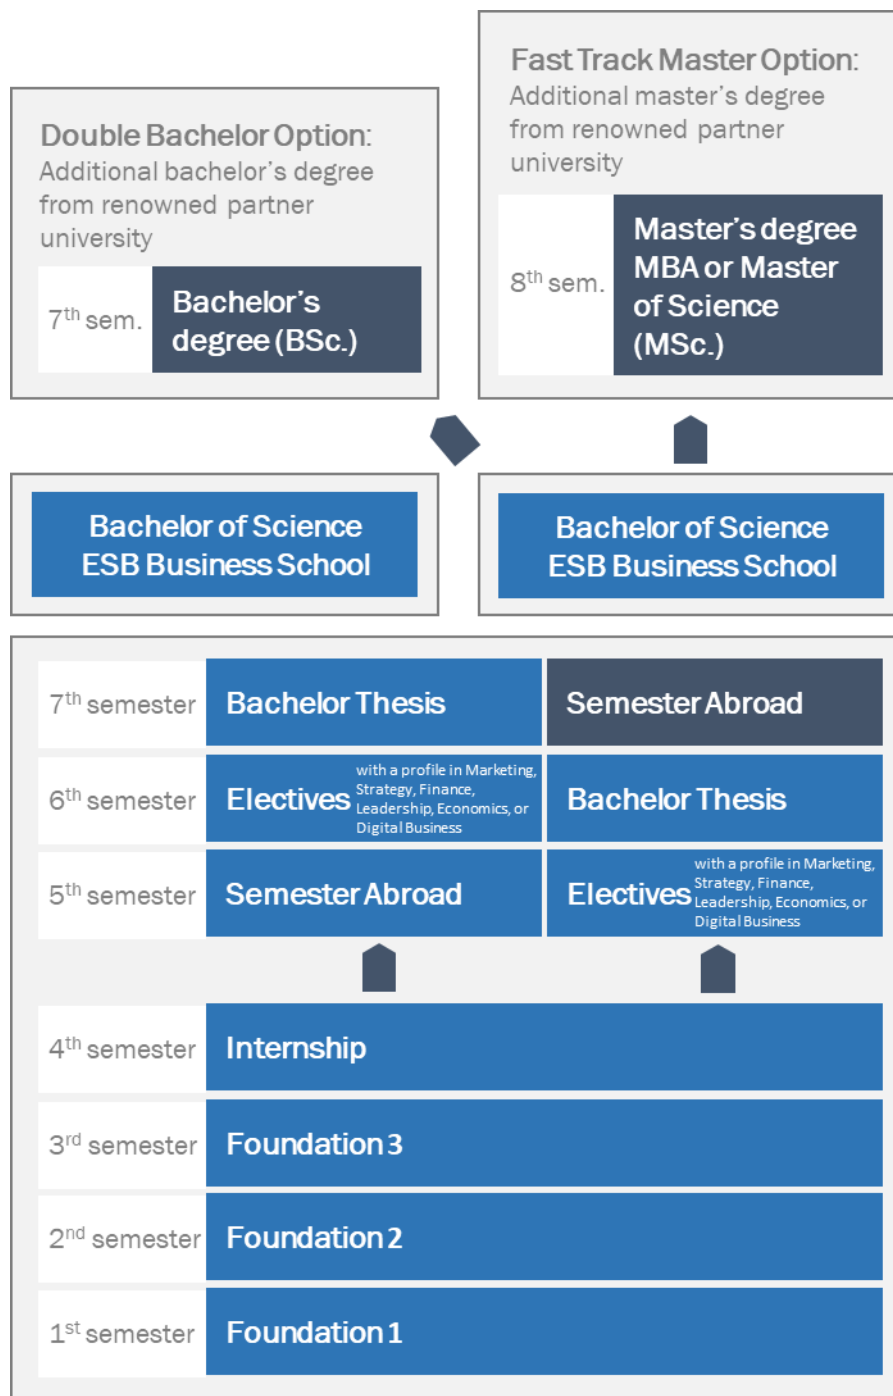 Double Bachelor Option:
Additional bachelor's degree
from renowned partner
university
7th sem.
Bachelor's
degree (BSc.)
Fast Track Master Option:
Additional master's degree
from renowned partner
university
8th sem.
Master's degree
MBA or Master
of Science
(MSc.)
Bachelor of Science
ESB Business School
Bachelor of Science
ESB Business School
7th semester
Bachelor Thesis
Semester Abroad
6th semester
Electives
with a profile in Marketing,
Strategy, Finance,
Leadership, Economics, or
Digital Business
Bachelor Thesis
5th semester
Semester Abroad
Electives
with a profile in Marketing,
Strategy, Finance,
Leadership, Economics, or
Digital Business
4th semester
Internship
3rd semester
Foundation 3
2nd semester
Foundation 2
1st semester
Foundation 1